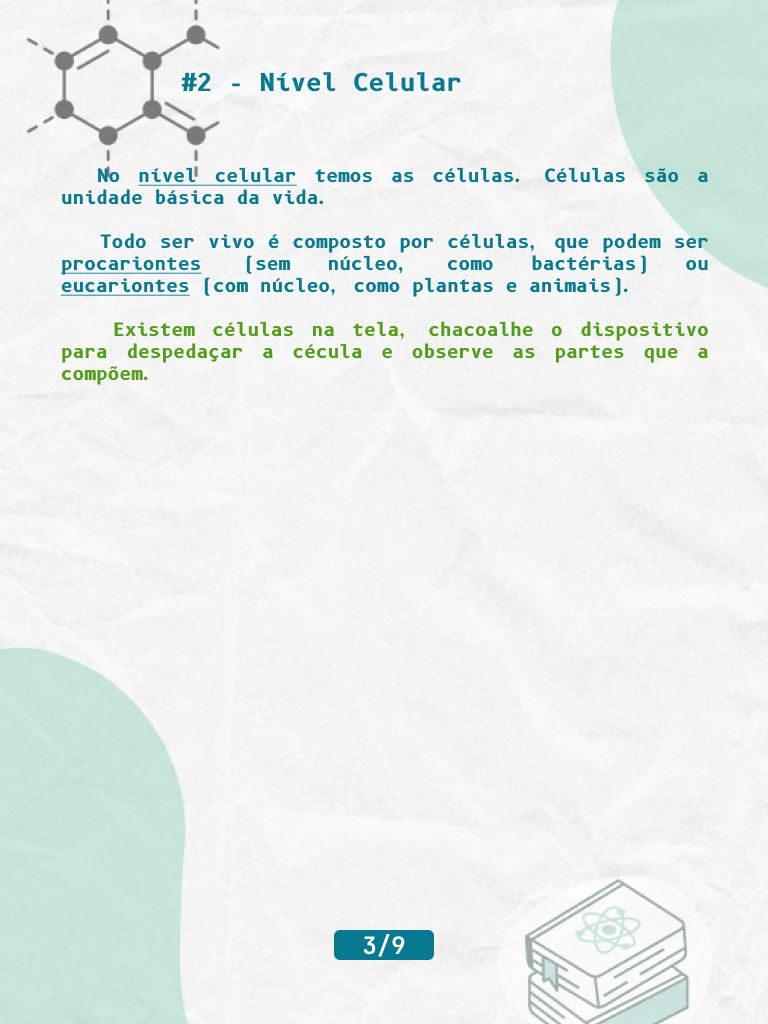 #2 - Nível Celular
No nível celular temos as células. Células são a
unidade básica da vida.
Todo ser vivo é composto por células, que podem ser
procariontes (sem núcleo, como bactérias) ou
eucariontes (com núcleo, como plantas e animais).
Existem células na tela, chacoalhe o dispositivo
para despedaçar a cécula e observe as partes que a
compõem.
3/9